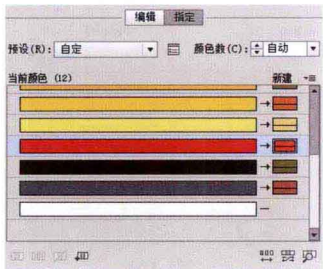 编辑 指定
预设(R): 自定 颜色数(C): 自动
当前颜色 (12) 新建